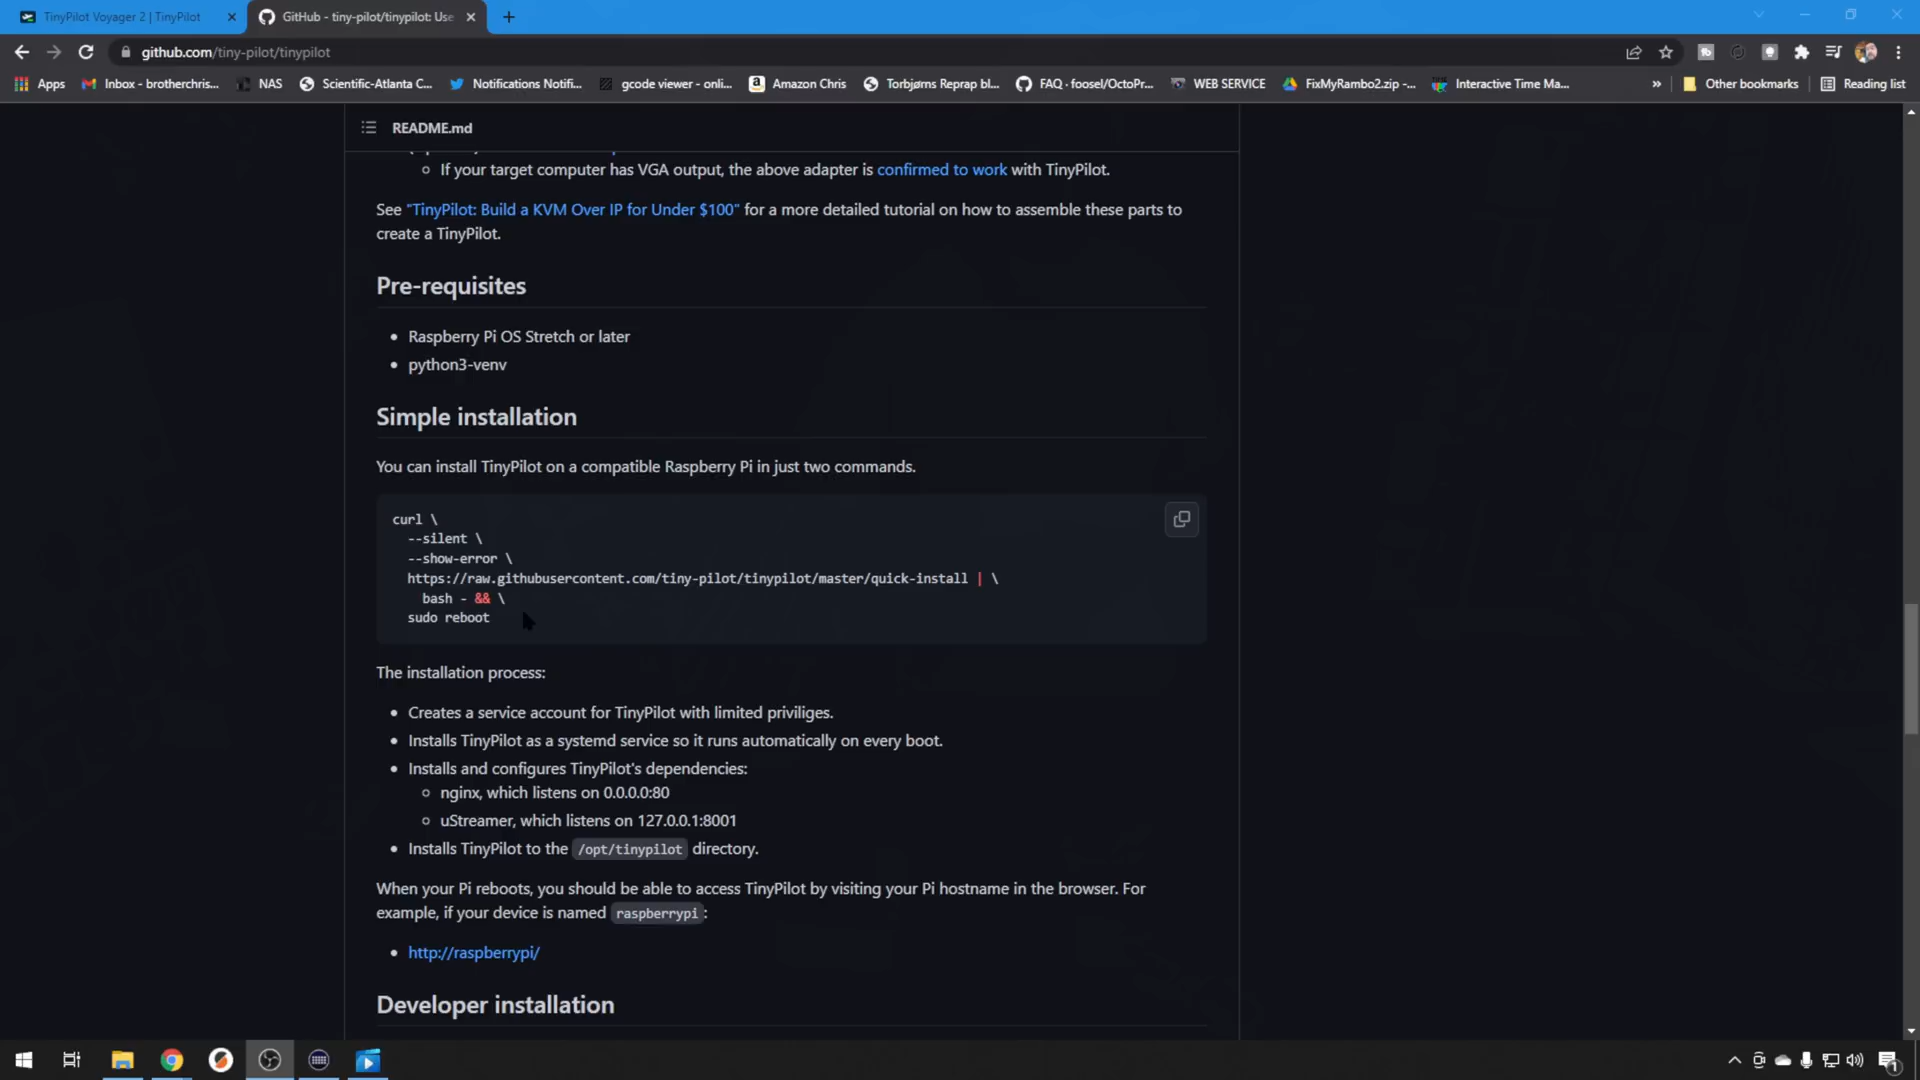 TinyPilot Voyager 2 | TinyPilot
GitHub - tiny-pilot/tinypilot: Use
github.com/tiny-pilot/tinypilot
Apps
Inbox - brotherchris...
NAS
Scientific-Atlanta C...
Notifications Notifi...
gcode viewer - onli...
Amazon Chris
Torbjørns Reprap bl...
FAQ · foosel/OctoPr...
WEB SERVICE
FixMyRambo2.zip -...
Interactive Time Ma...
»
Other bookmarks
Reading list
README.md
If your target computer has VGA output, the above adapter is confirmed to work with TinyPilot.
See "TinyPilot: Build a KVM Over IP for Under $100" for a more detailed tutorial on how to assemble these parts to
create a TinyPilot.
Pre-requisites
Raspberry Pi OS Stretch or later
python3-venv
Simple installation
You can install TinyPilot on a compatible Raspberry Pi in just two commands.
curl \
--silent \
--show-error \
https://raw.githubusercontent.com/tiny-pilot/tinypilot/master/quick-install | \
bash - && \
sudo reboot
The installation process:
Creates a service account for TinyPilot with limited priviliges.
Installs TinyPilot as a systemd service so it runs automatically on every boot.
Installs and configures TinyPilot's dependencies:
nginx, which listens on 0.0.0.0:80
uStreamer, which listens on 127.0.0.1:8001
Installs TinyPilot to the /opt/tinypilot directory.
When your Pi reboots, you should be able to access TinyPilot by visiting your Pi hostname in the browser. For
example, if your device is named raspberrypi:
http://raspberrypi/
Developer installation
1